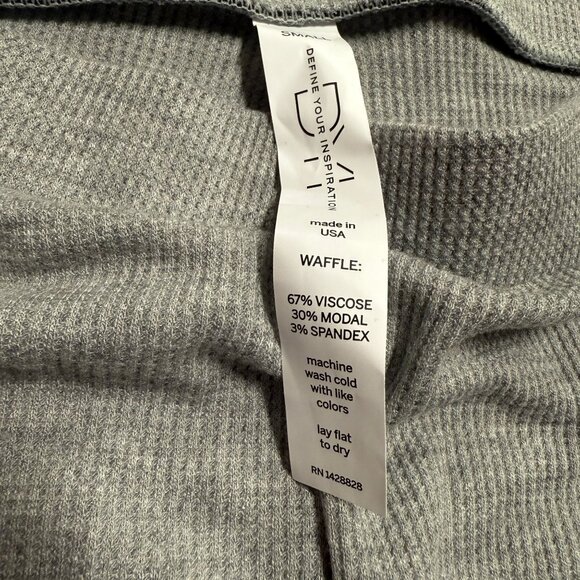 SMALL
DEFINE YOUR INSPIRATION
DYI
made in
USA
WAFFLE:
67% VISCOSE
30% MODAL
3% SPANDEX
machine
wash cold
with like
colors
lay flat
to dry
RN 1428828